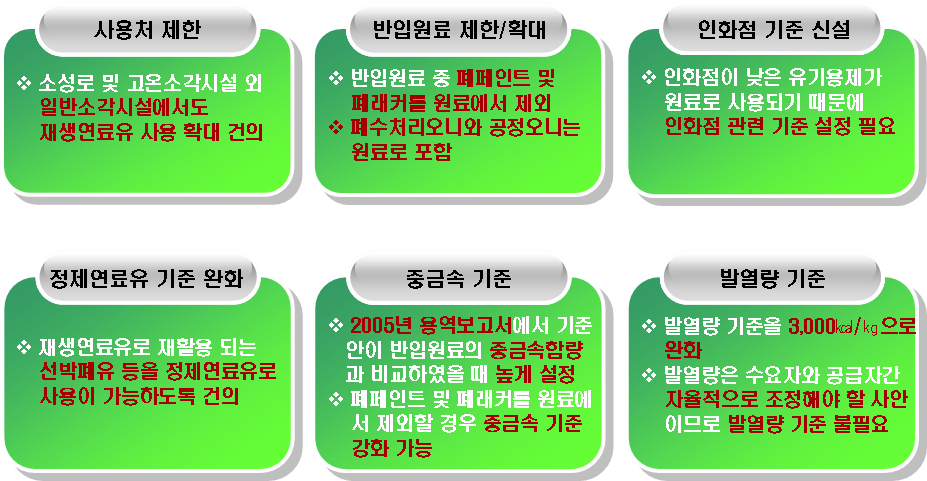 사용처 제한
❖ 소성로 및 고온소각시설 외
일반소각시설에서도
재생연료유 사용 확대 건의
반입원료 제한/확대
❖ 반입원료 중 폐페인트 및
폐래커를 원료에서 제외
❖ 폐수처리오니와 공정오니는
원료로 포함
인화점 기준 신설
❖ 인화점이 낮은 유기용제가
원료로 사용되기 때문에
인화점 관련 기준 설정 필요
정제연료유 기준 완화
❖ 재생연료유로 재활용 되는
선박폐유 등을 정제연료유로
사용이 가능하도록 건의
중금속 기준
❖ 2005년 용역보고서에서 기준
안이 반입원료의 중금속함량
과 비교하였을 때 높게 설정
❖ 폐페인트 및 폐래커를 원료에
서 제외할 경우 중금속 기준
강화 가능
발열량 기준
❖ 발열량 기준을 3,000㎉/㎏으로
완화
❖ 발열량은 수요자와 공급자간
자율적으로 조정해야 할 사안
이므로 발열량 기준 불필요